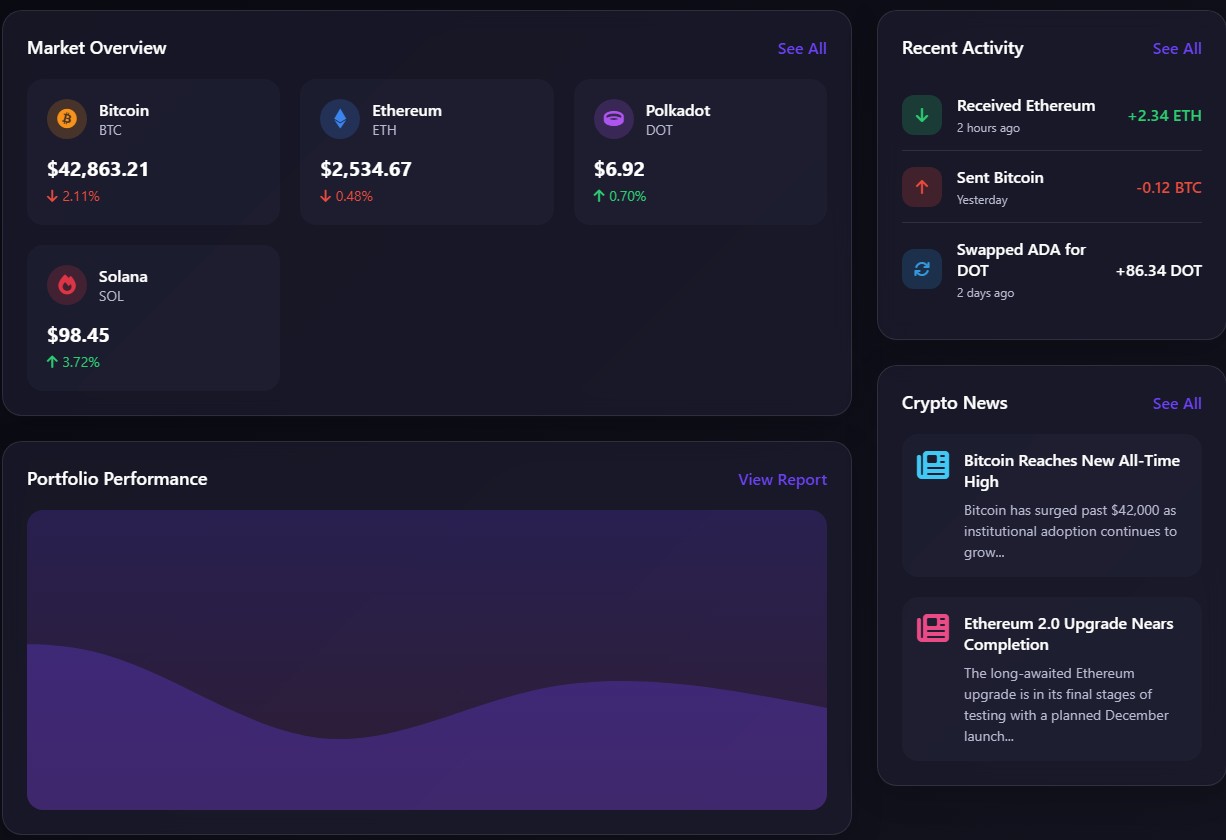 Market Overview
See All
Bitcoin
BTC
$42,863.21
2.11%
Ethereum
ETH
$2,534.67
0.48%
Polkadot
DOT
$6.92
0.70%
Solana
SOL
$98.45
3.72%
Portfolio Performance
View Report
Recent Activity
See All
Received Ethereum
2 hours ago
+2.34 ETH
Sent Bitcoin
Yesterday
-0.12 BTC
Swapped ADA for
DOT
2 days ago
+86.34 DOT
Crypto News
See All
Bitcoin Reaches New All-Time
High
Bitcoin has surged past $42,000 as
institutional adoption continues to
grow...
Ethereum 2.0 Upgrade Nears
Completion
The long-awaited Ethereum
upgrade is in its final stages of
testing with a planned December
launch...